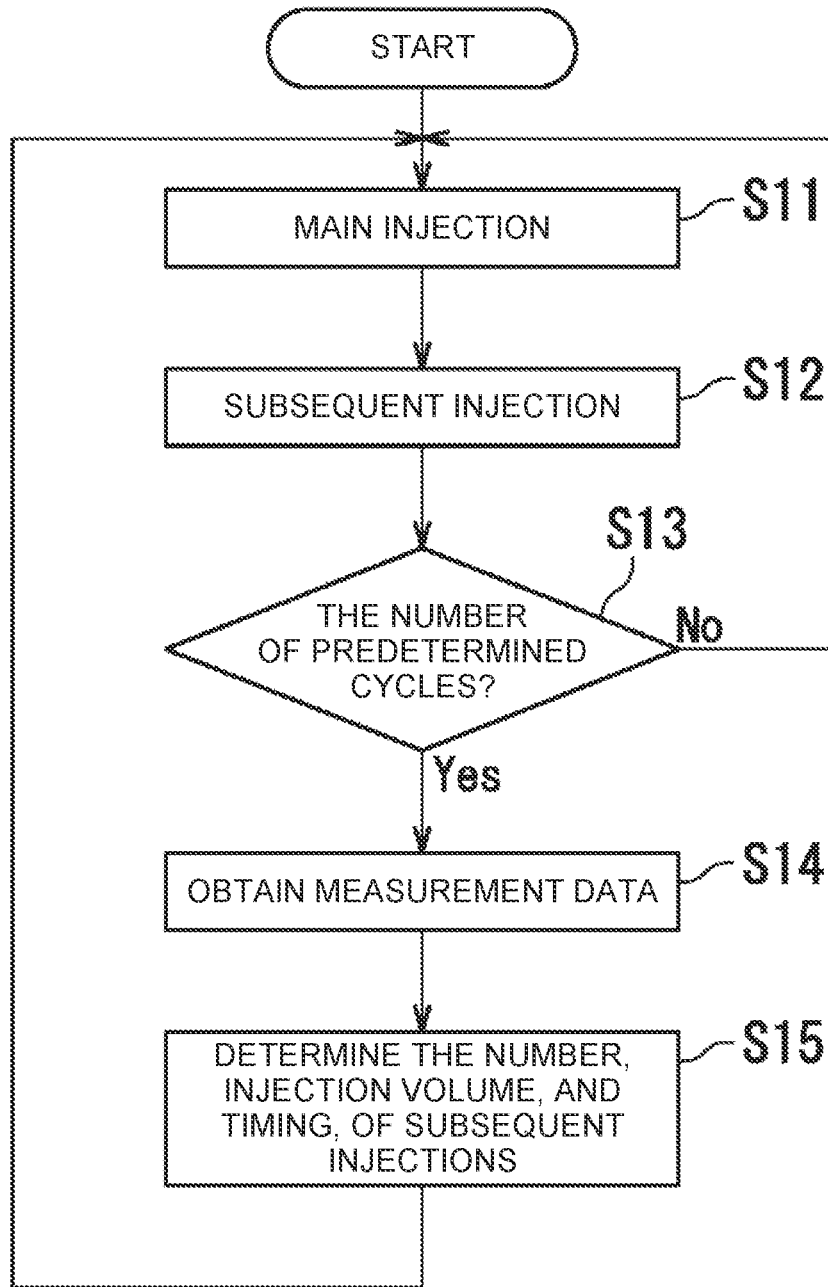 START
MAIN INJECTION
S11
SUBSEQUENT INJECTION
S12
S13
THE NUMBER
OF PREDETERMINED
CYCLES?
No
Yes
OBTAIN MEASUREMENT DATA
S14
DETERMINE THE NUMBER,
INJECTION VOLUME, AND
TIMING, OF SUBSEQUENT
INJECTIONS
S15